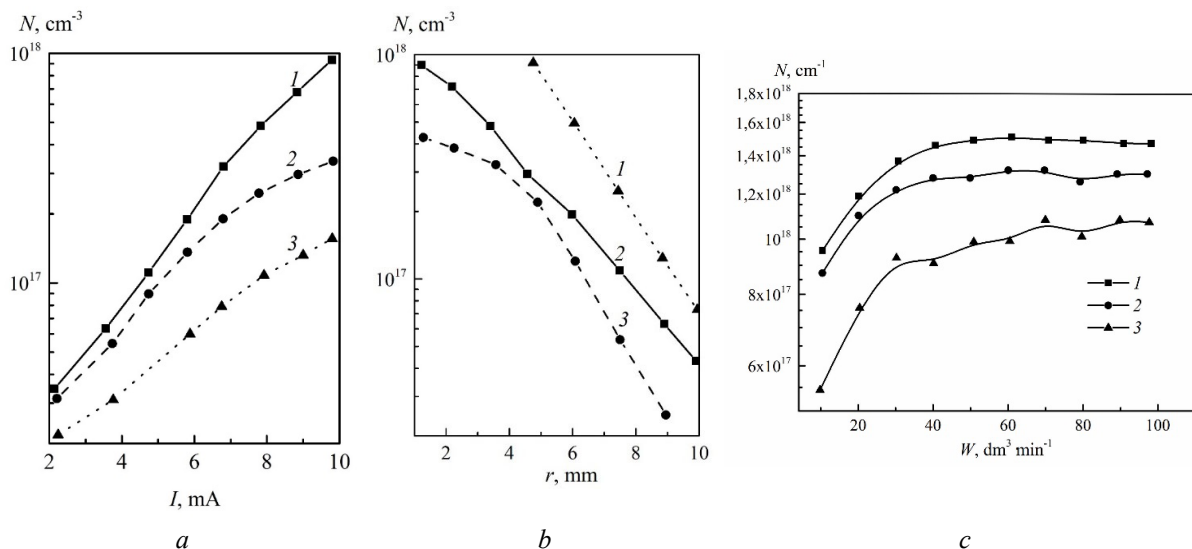 N, cm⁻³
10¹⁸
10¹⁷
1
2
3
2 4 6 8 10
I, mA
a
N, cm⁻³
10¹⁸
10¹⁷
1
2
3
2 4 6 8 10
r, mm
b
N, cm⁻¹
1,8x10¹⁸
1,6x10¹⁸
1,4x10¹⁸
1,2x10¹⁸
10¹⁸
8x10¹⁷
6x10¹⁷
1
2
3
20 40 60 80 100
W, dm³ min⁻¹
c